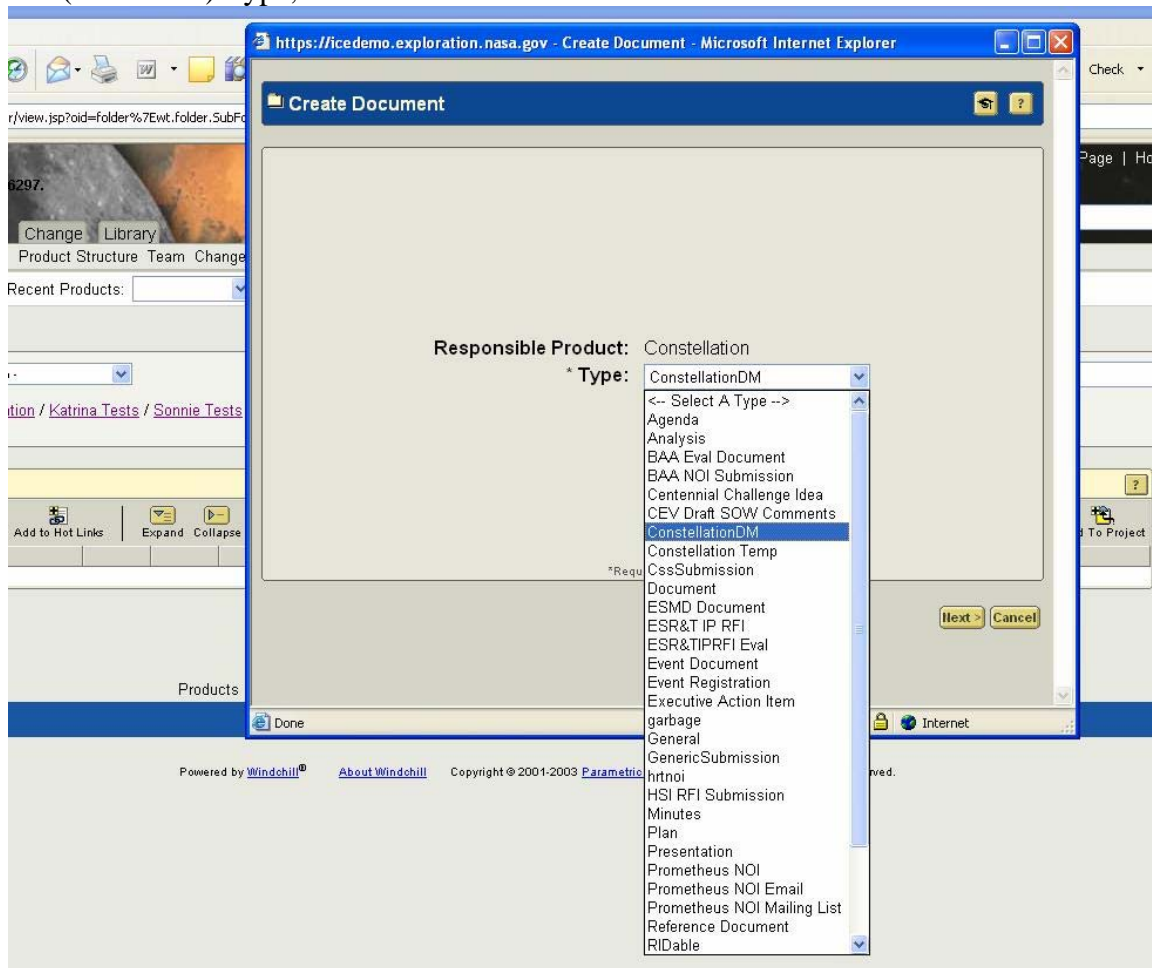 https://icedemo.exploration.nasa.gov - Create Document - Microsoft Internet Explorer
Check
Create Document
?
r/view.jsp?oid=folder%7Ewt.folder.SubFo
6297.
Page | Ho
Change Library
Product Structure Team Change
Recent Products:
Responsible Product: Constellation
* Type: ConstellationDM
/ Katrina Tests / Sonnie Tests
<-- Select A Type -->
Agenda
Analysis
BAA Eval Document
BAA NOI Submission
Centennial Challenge Idea
CEV Draft SOW Comments
ConstellationDM
Constellation Temp
CssSubmission
Document
ESMD Document
ESR&T IP RFI
ESR&TIPRFI Eval
Event Document
Event Registration
Executive Action Item
garbage
General
GenericSubmission
hrtnoi
HSI RFI Submission
Minutes
Plan
Presentation
Prometheus NOI
Prometheus NOI Email
Prometheus NOI Mailing List
Reference Document
RIDable
?
Add to Hot Links Expand Collapse
To Project
*Requ
Next > Cancel
Products
Done
Internet
Powered by Windchill® About Windchill Copyright © 2001-2003 Parametric
rved.